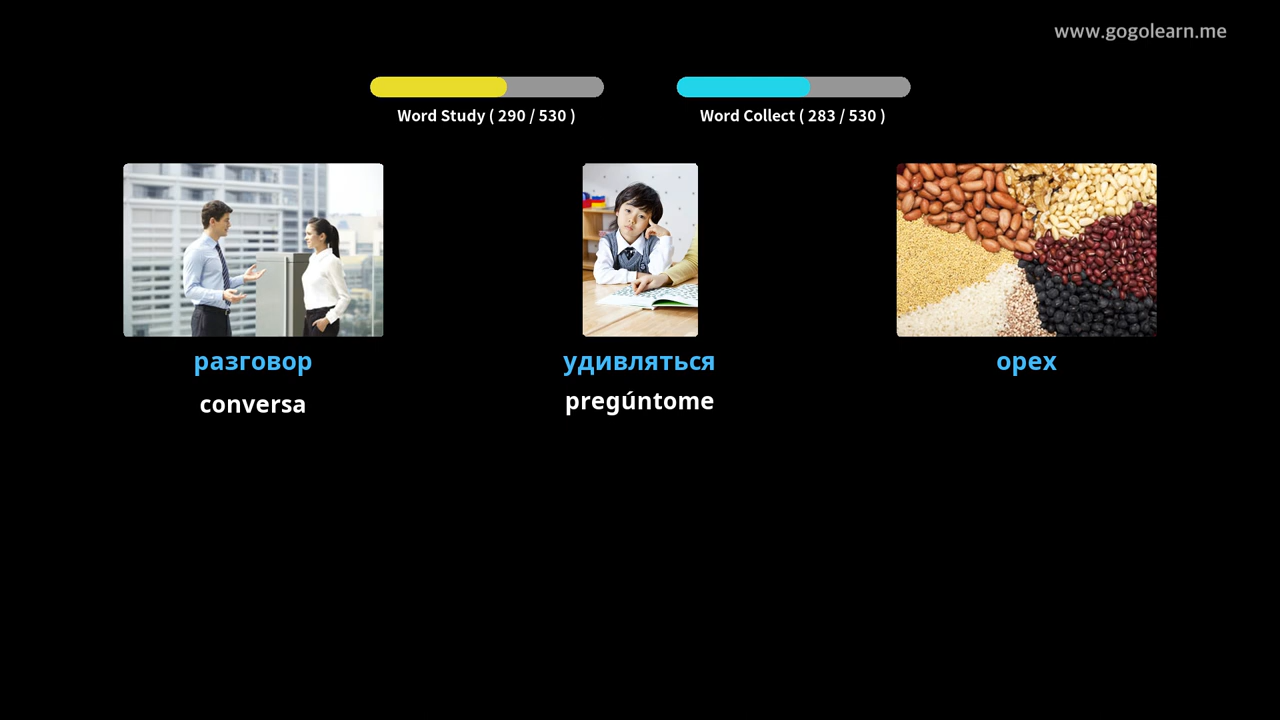 www.gogolearn.me
Word Study ( 290 / 530 )
Word Collect ( 283 / 530 )
разговор
удивляться
орех
conversa
pregúntome